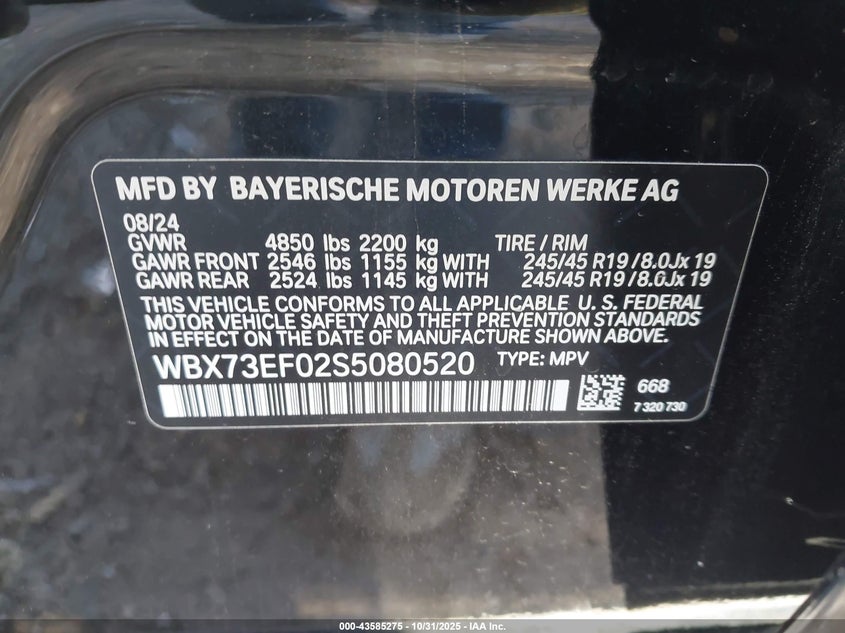 MFD BY BAYERISCHE MOTOREN WERKE AG
08/24
GVWR 4850 lbs 2200 kg TIRE / RIM
GAWR FRONT 2546 lbs 1155 kg WITH 245/45 R19 / 8.0Jx 19
GAWR REAR 2524 lbs 1145 kg WITH 245/45 R19 / 8.0Jx 19
THIS VEHICLE CONFORMS TO ALL APPLICABLE U. S. FEDERAL
MOTOR VEHICLE SAFETY AND THEFT PREVENTION STANDARDS
IN EFFECT ON THE DATE OF MANUFACTURE SHOWN ABOVE.
WBX73EF02S5080520 TYPE: MPV
668
7 320 730
000-43585275 - 10/31/2025 - IAA Inc.